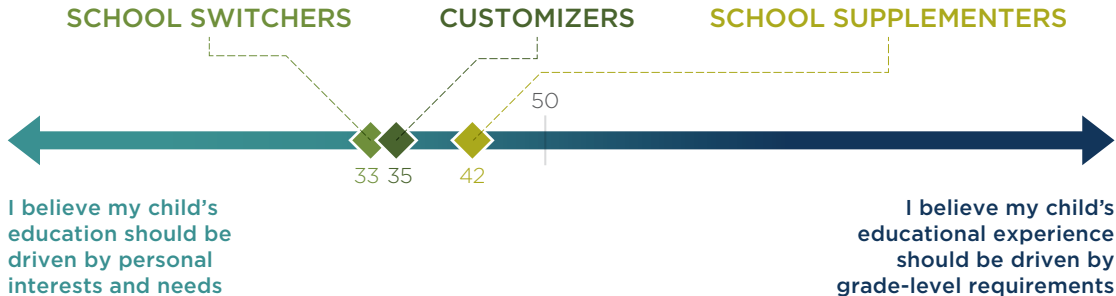 SCHOOL SWITCHERS
CUSTOMIZERS
SCHOOL SUPPLEMENTERS
50
33
35
42
I believe my child's
education should be
driven by personal
interests and needs
I believe my child's
educational experience
should be driven by
grade-level requirements